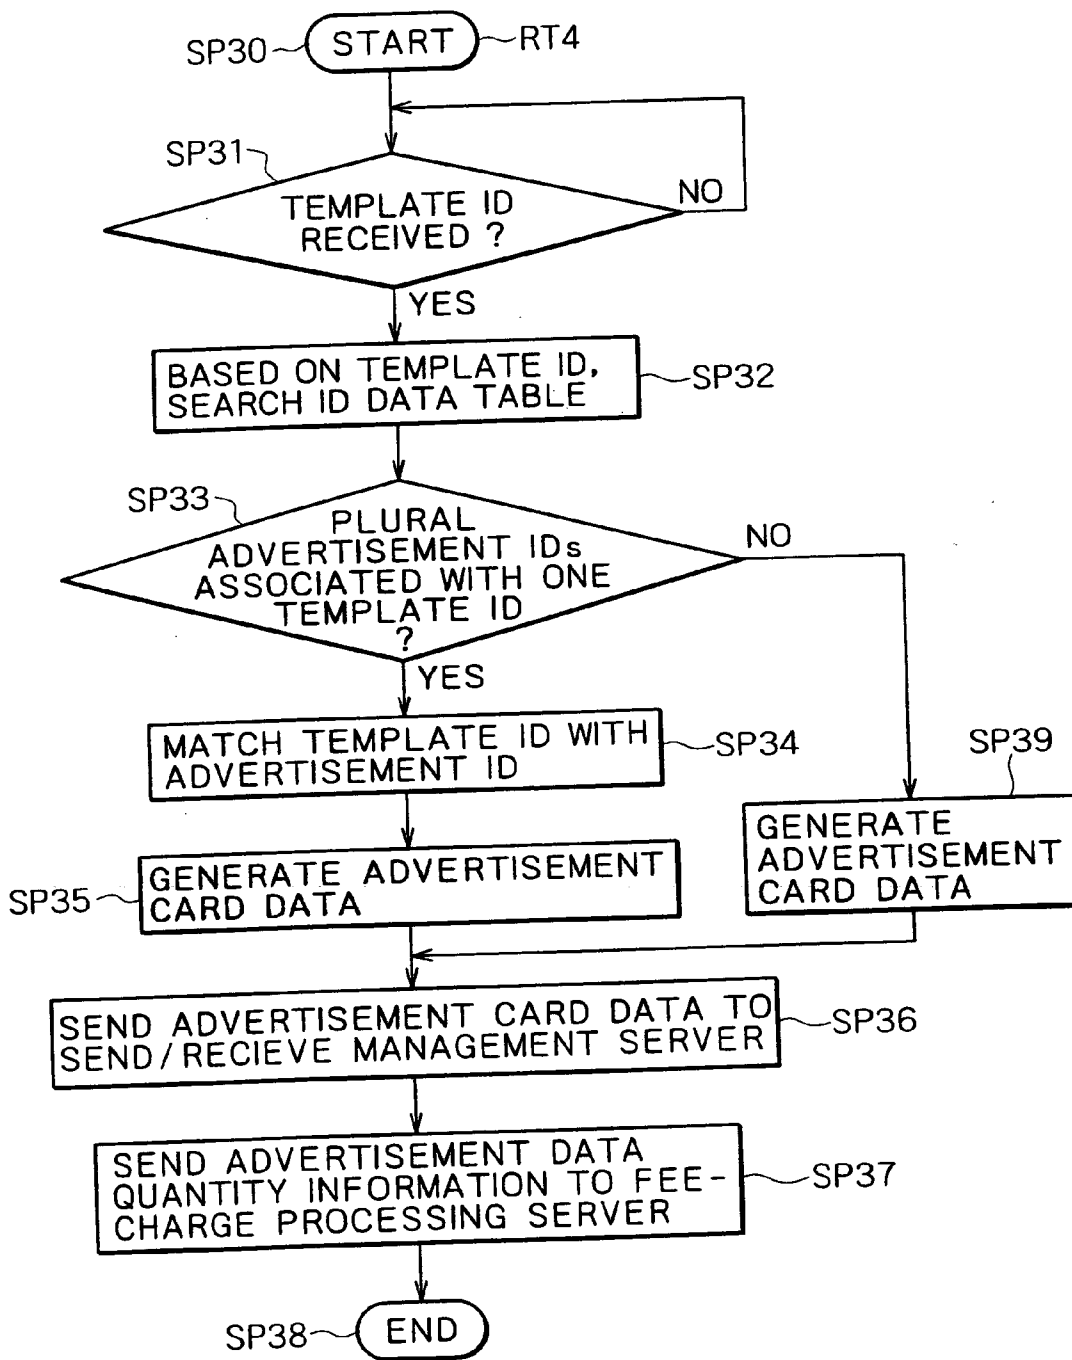 SP30
START
RT4
SP31
TEMPLATE ID
RECEIVED ?
NO
YES
BASED ON TEMPLATE ID,
SEARCH ID DATA TABLE
SP32
SP33
PLURAL
ADVERTISEMENT IDs
ASSOCIATED WITH ONE
TEMPLATE ID
?
NO
YES
MATCH TEMPLATE ID WITH
ADVERTISEMENT ID
SP34
SP39
GENERATE
ADVERTISEMENT
CARD DATA
SP35
GENERATE ADVERTISEMENT
CARD DATA
SEND ADVERTISEMENT CARD DATA TO
SEND/RECIEVE MANAGEMENT SERVER
SP36
SEND ADVERTISEMENT DATA
QUANTITY INFORMATION TO FEE-
CHARGE PROCESSING SERVER
SP37
SP38
END